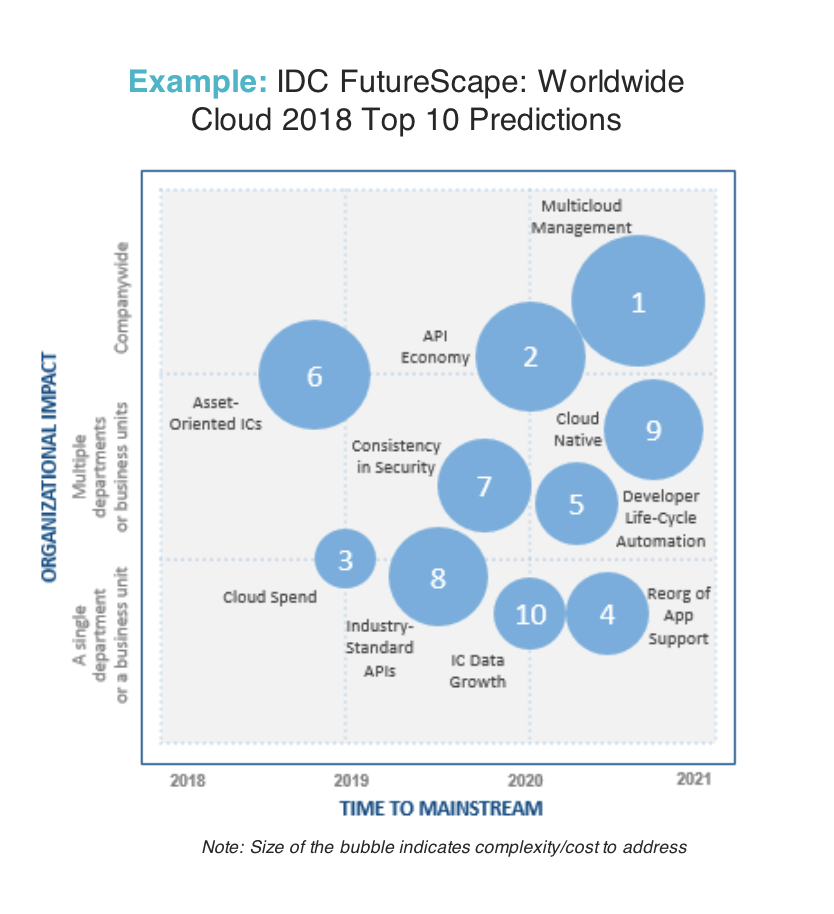 Example: IDC FutureScape: Worldwide
Cloud 2018 Top 10 Predictions
ORGANIZATIONAL IMPACT
Companywide
Multiple
departments
or business units
A single
department
or a business unit
Multicloud
Management
1
API
Economy
2
6
Asset-
Oriented ICs
Cloud
Native
9
Consistency
in Security
7
5
Developer
Life-Cycle
Automation
3
Cloud Spend
8
Industry-
Standard
APIs
10
IC Data
Growth
4
Reorg of
App
Support
2018
2019
2020
2021
TIME TO MAINSTREAM
Note: Size of the bubble indicates complexity/cost to address